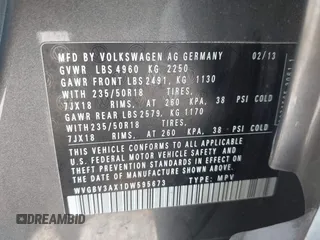 MFD BY VOLKSWAGEN AG GERMANY 02/13
GVWR LBS 4960 KG 2250
GAWR FRONT LBS 2491, KG 1130
WITH 235/50R18 TIRES,
7JX18 RIMS, AT 260 KPA, 38 PSI COLD
GAWR REAR LBS 2579, KG 1170
WITH 235/50R18 TIRES,
7JX18 RIMS, AT 260 KPA, 38 PSI COLD
THIS VEHICLE CONFORMS TO ALL
APPLICABLE FEDERAL MOTOR VEHICLE
SAFETY AND THEFT PREVENTION
STANDARDS IN EFFECT ON THE DATE
OF MANUFACTURE SHOWN ABOVE.
WVGBV3AX1DW595673 TYPE: MPV
DREAMBID